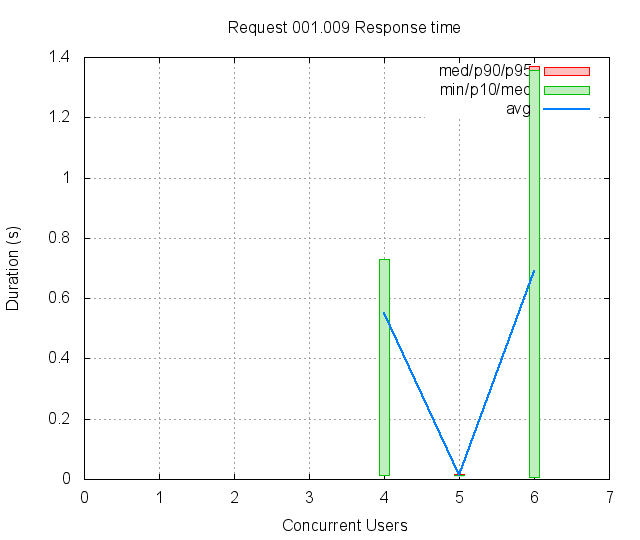 Request 001.009 Response time
med/p90/p95
min/p10/med
avg
1.4
1.2
1
0.8
0.6
0.4
0.2
0
Duration (s)
0 1 2 3 4 5 6 7
Concurrent Users